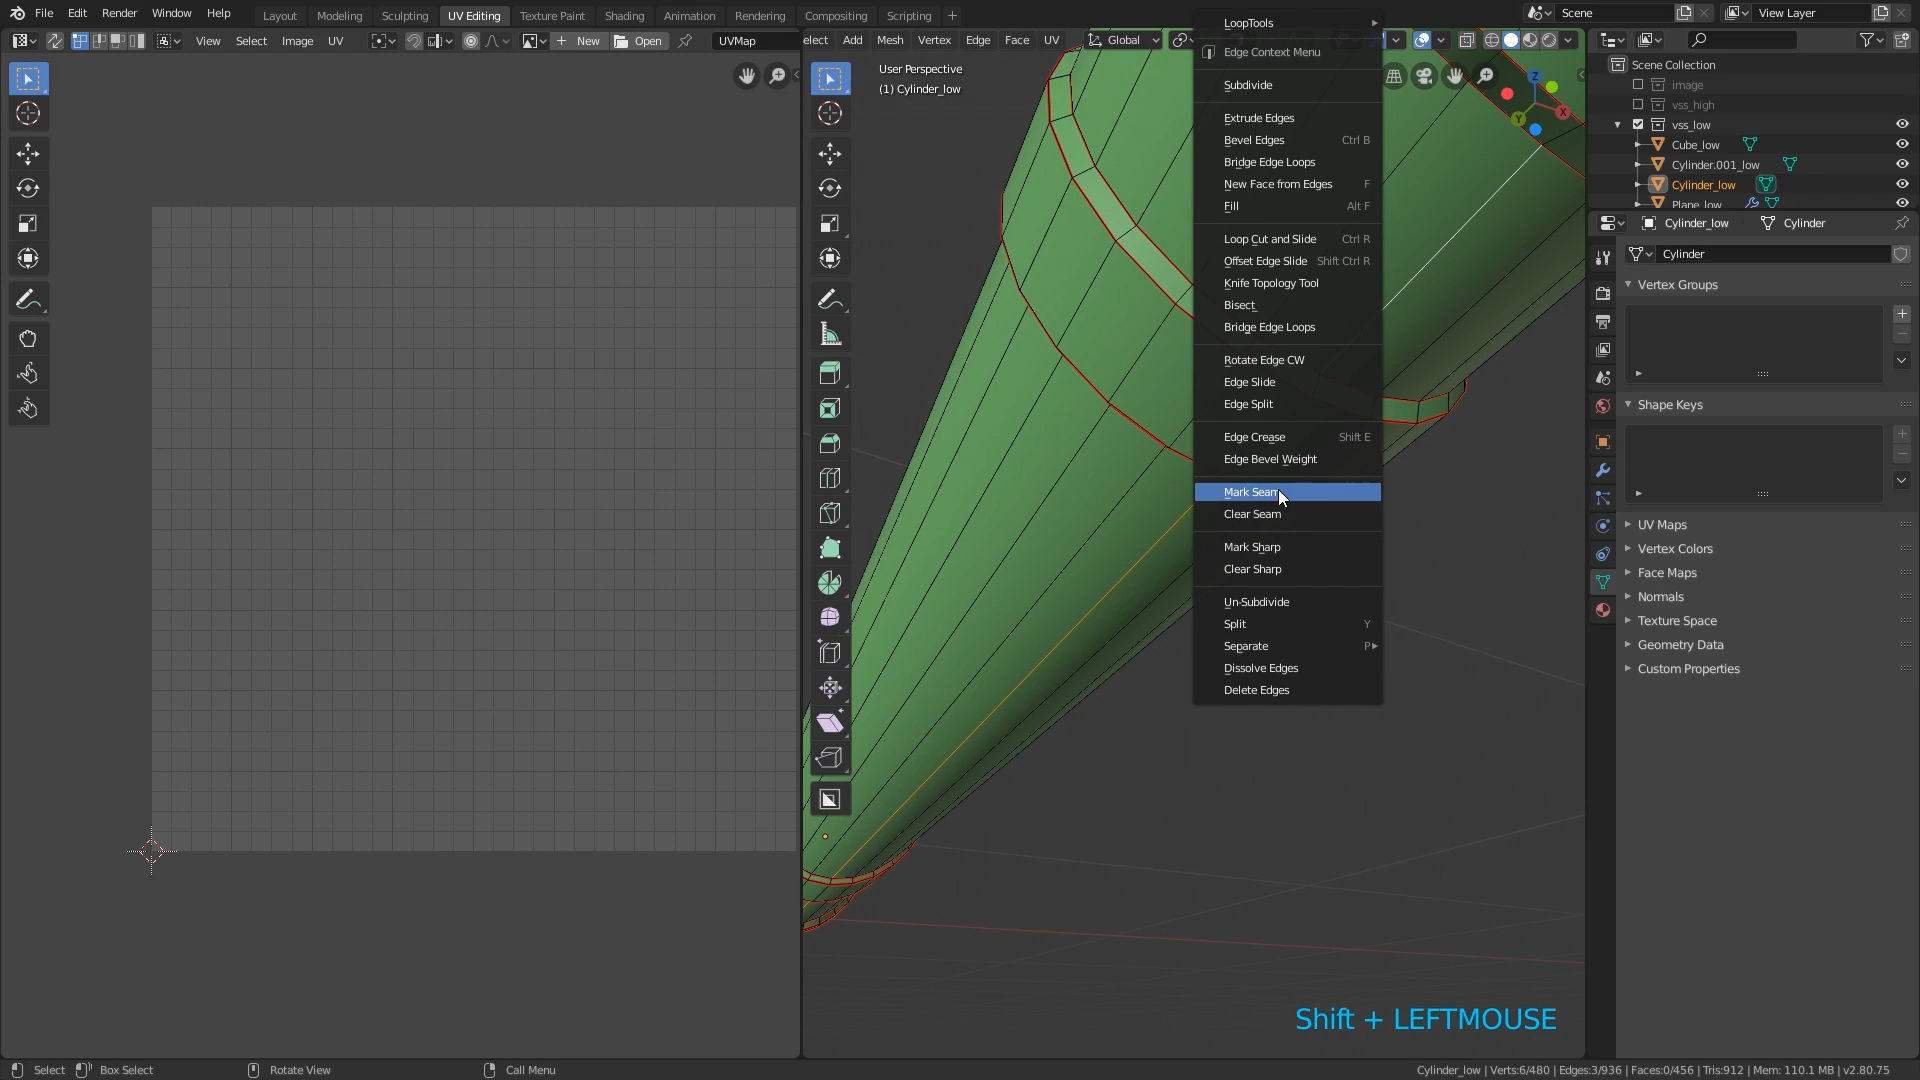 File Edit Render Window Help Layout Modeling Sculpting UV Editing Texture Paint Shading Animation Rendering Compositing Scripting + Scene View Layer
View Select Image UV New Open UVMap
elect Add Mesh Vertex Edge Face UV Global
User Perspective
(1) Cylinder_low
LoopTools
Edge Context Menu
Subdivide
Extrude Edges
Bevel Edges Ctrl B
Bridge Edge Loops
New Face from Edges F
Fill Alt F
Loop Cut and Slide Ctrl R
Offset Edge Slide Shift Ctrl R
Knife Topology Tool
Bisect
Bridge Edge Loops
Rotate Edge CW
Edge Slide
Edge Split
Edge Crease Shift E
Edge Bevel Weight
Mark Seam
Clear Seam
Mark Sharp
Clear Sharp
Un-Subdivide
Split Y
Separate P
Dissolve Edges
Delete Edges
Z
X
Y
Scene Collection
image
vss_high
vss_low
Cube_low
Cylinder.001_low
Cylinder_low
Plane_low
Cylinder_low Cylinder
Cylinder
Vertex Groups
Shape Keys
UV Maps
Vertex Colors
Face Maps
Normals
Texture Space
Geometry Data
Custom Properties
Shift + LEFTMOUSE
Select Box Select Rotate View Call Menu
Cylinder_low | Verts:6/480 | Edges:3/936 | Faces:0/456 | Tris:912 | Mem: 110.1 MB | v2.80.75